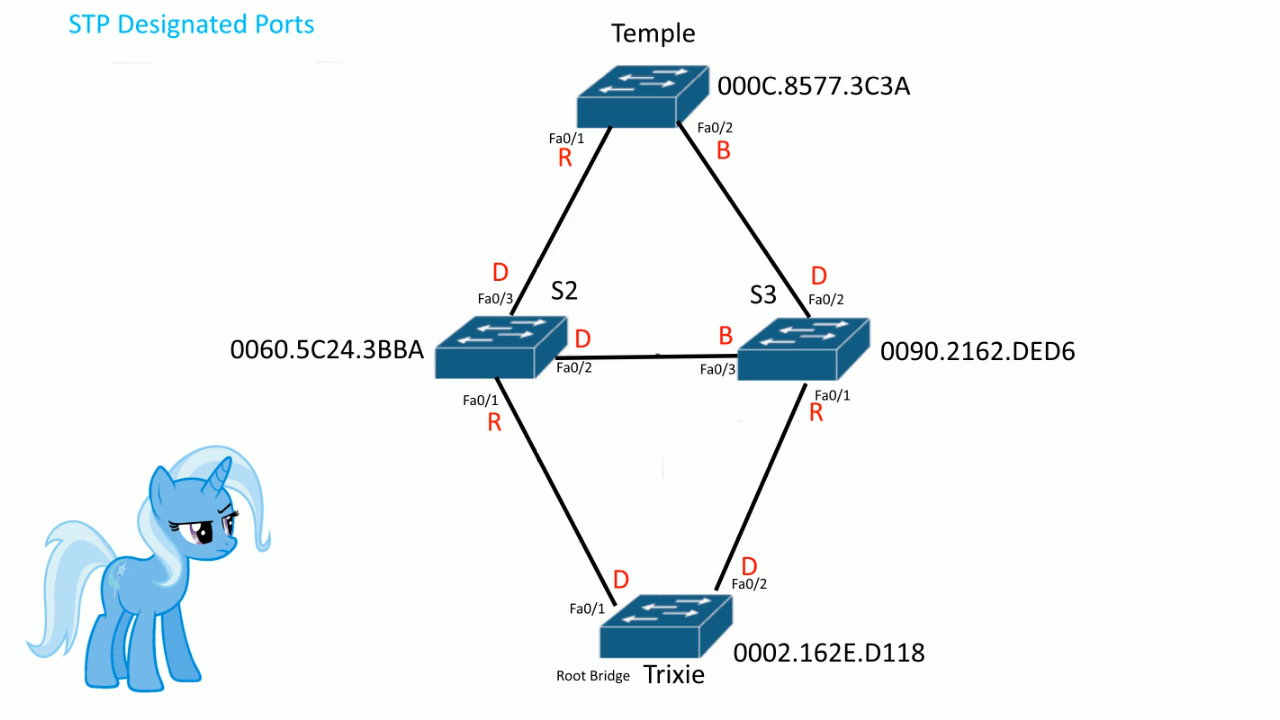 STP Designated Ports
Temple
000C.8577.3C3A
Fa0/1
R
Fa0/2
B
D
Fa0/3
S2
S3
D
Fa0/2
0060.5C24.3BBA
D
Fa0/2
B
Fa0/3
0090.2162.DED6
Fa0/1
R
Fa0/1
R
D
Fa0/1
D
Fa0/2
0002.162E.D118
Root Bridge
Trixie